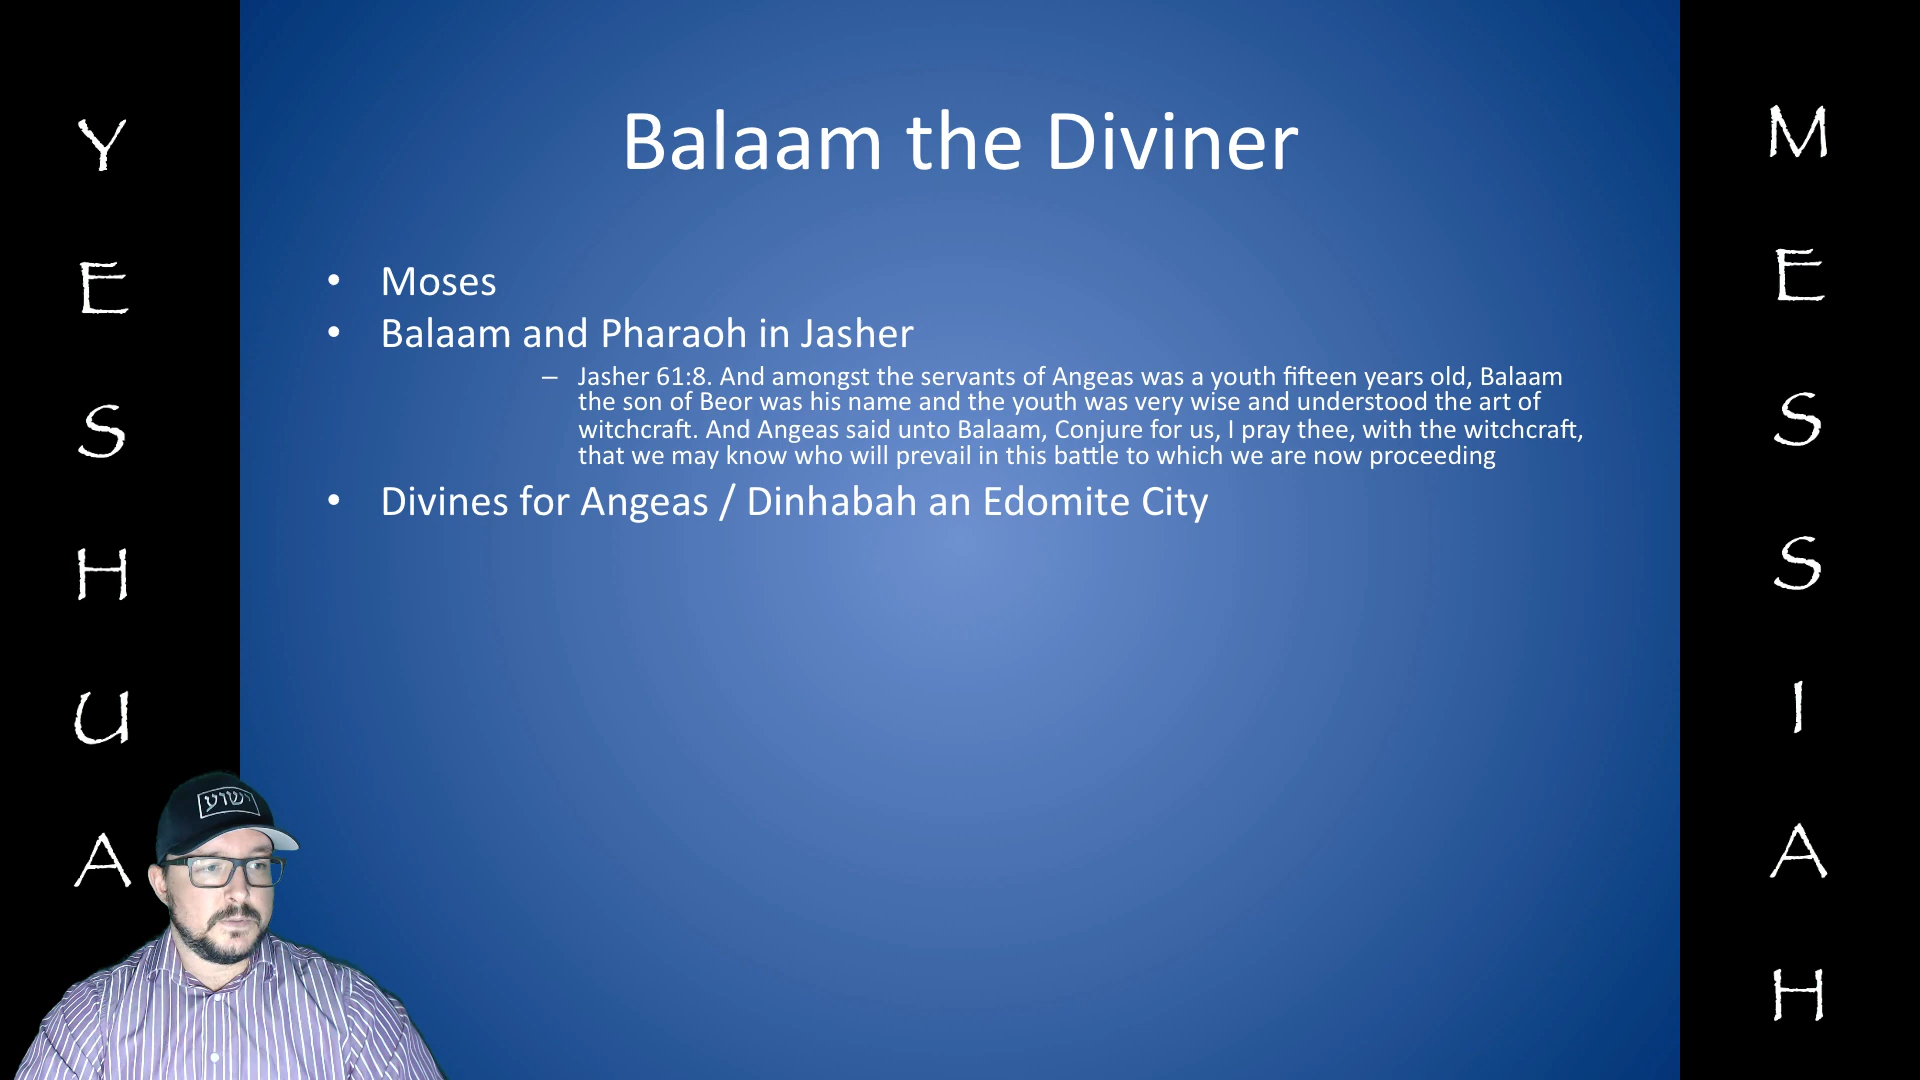 Balaam the Diviner
• Moses
• Balaam and Pharaoh in Jasher
– Jasher 61:8. And amongst the servants of Angeas was a youth fifteen years old, Balaam
the son of Beor was his name and the youth was very wise and understood the art of
witchcraft. And Angeas said unto Balaam, Conjure for us, I pray thee, with the witchcraft,
that we may know who will prevail in this battle to which we are now proceeding
• Divines for Angeas / Dinhabah an Edomite City
Y
E
S
H
U
A
M
E
S
S
I
A
H
ישוע